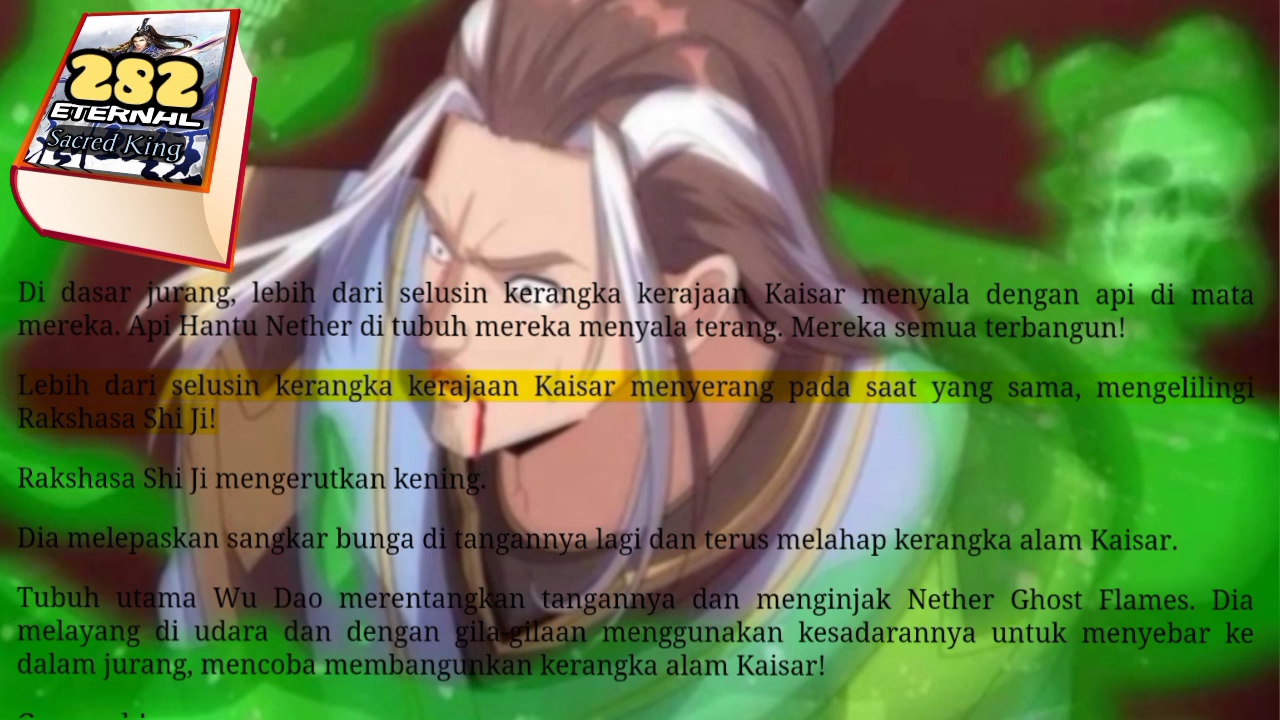 282
ETERNAL
Sacred King
Di dasar jurang, lebih dari selusin kerangka kerajaan Kaisar menyala dengan api di mata
mereka. Api Hantu Nether di tubuh mereka menyala terang. Mereka semua terbangun!
Lebih dari selusin kerangka kerajaan Kaisar menyerang pada saat yang sama, mengelilingi
Rakshasa Shi Ji!
Rakshasa Shi Ji mengerutkan kening.
Dia melepaskan sangkar bunga di tangannya lagi dan terus melahap kerangka alam Kaisar.
Tubuh utama Wu Dao merentangkan tangannya dan menginjak Nether Ghost Flames. Dia
melayang di udara dan dengan gila-gilaan menggunakan kesadarannya untuk menyebar ke
dalam jurang, mencoba membangunkan kerangka alam Kaisar!